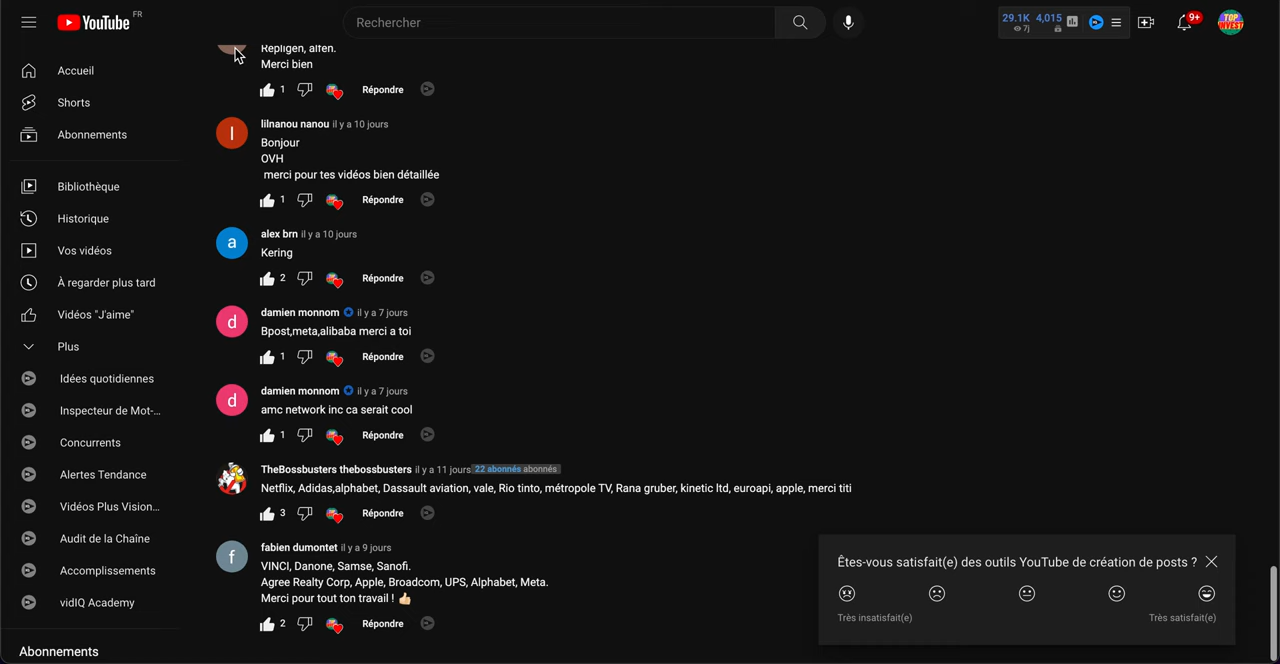 YouTube FR
Rechercher
29.1K 4,015
7j
9+
TOP INVEST
Accueil
Shorts
Abonnements
Bibliothèque
Historique
Vos vidéos
À regarder plus tard
Vidéos "J'aime"
Plus
Idées quotidiennes
Inspecteur de Mot-...
Concurrents
Alertes Tendance
Vidéos Plus Vision...
Audit de la Chaîne
Accomplissements
vidIQ Academy
Abonnements
Repligen, alfen.
Merci bien
1 Répondre
l
lilnanou nanou il y a 10 jours
Bonjour
OVH
merci pour tes vidéos bien détaillée
1 Répondre
a
alex brn il y a 10 jours
Kering
2 Répondre
d
damien monnom il y a 7 jours
Bpost,meta,alibaba merci a toi
1 Répondre
d
damien monnom il y a 7 jours
amc network inc ca serait cool
1 Répondre
TheBossbusters thebossbusters il y a 11 jours 22 abonnés abonnés
Netflix, Adidas,alphabet, Dassault aviation, vale, Rio tinto, métropole TV, Rana gruber, kinetic ltd, euroapi, apple, merci titi
3 Répondre
f
fabien dumontet il y a 9 jours
VINCI, Danone, Samse, Sanofi.
Agree Realty Corp, Apple, Broadcom, UPS, Alphabet, Meta.
Merci pour tout ton travail ! 👍🏻
2 Répondre
Êtes-vous satisfait(e) des outils YouTube de création de posts ?
Très insatisfait(e) Très satisfait(e)